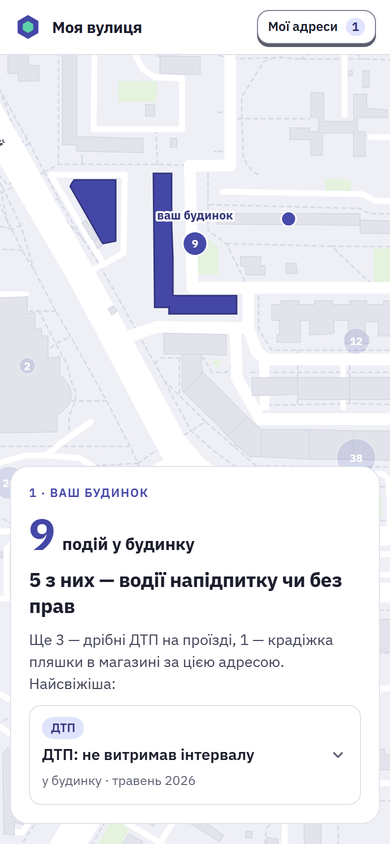 Моя вулиця
Мої адреси 1
ваш будинок
9
12
2
38
2
1 · ВАШ БУДИНОК
9 подій у будинку
5 з них — водії напідпитку чи без
прав
Ще 3 — дрібні ДТП на проїзді, 1 — крадіжка
пляшки в магазині за цією адресою.
Найсвіжіша:
ДТП
ДТП: не витримав інтервалу
у будинку · травень 2026